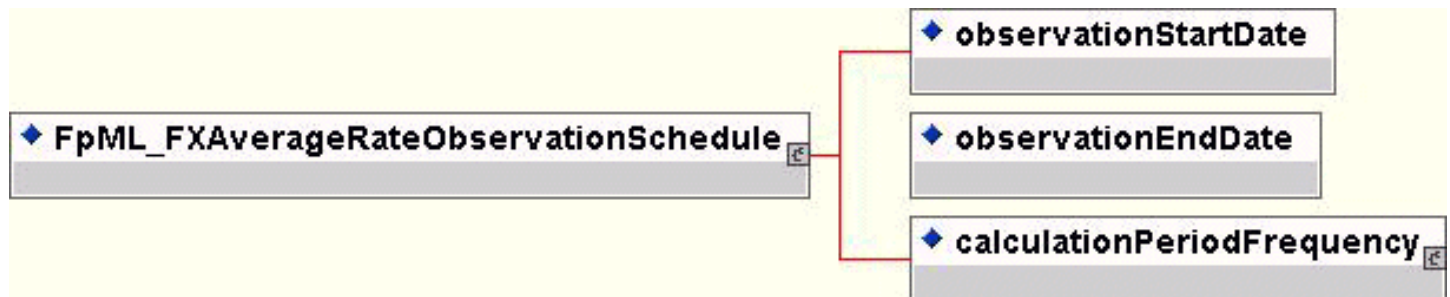 observationStartDate
FpML_FXAverageRateObservationSchedule
observationEndDate
calculationPeriodFrequency